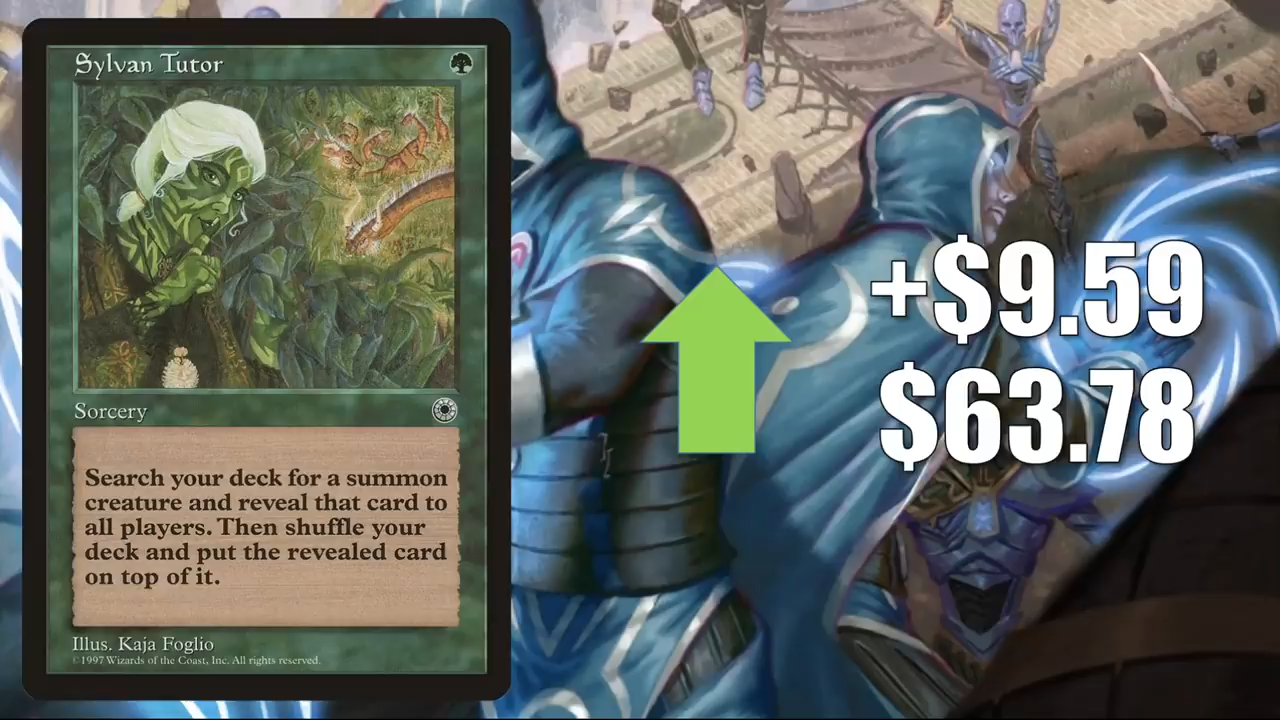 Sylvan Tutor
Sorcery
Search your deck for a summon
creature and reveal that card to
all players. Then shuffle your
deck and put the revealed card
on top of it.
Illus. Kaja Foglio
©1997 Wizards of the Coast, Inc. All rights reserved.
+$9.59
$63.78